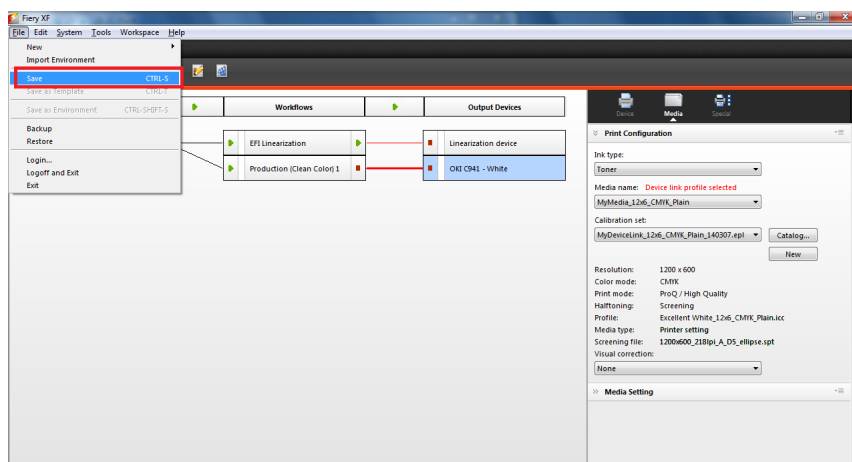 Fiery XF
File Edit System Tools Workspace Help
New
Import Environment
Save CTRL-S
Save as Template CTRL-T
Save as Environment CTRL-SHIFT-S
Backup
Restore
Login...
Logoff and Exit
Exit
Workflows
Output Devices
EFI Linearization
Linearization device
Production (Clean Color) 1
OKI C941 - White
Device Media Special
Print Configuration
Ink type:
Toner
Media name: Device link profile selected
MyMedia_12x6_CMYK_Plain
Calibration set:
MyDeviceLink_12x6_CMYK_Plain_140307.epl Catalog...
New
Resolution: 1200 x 600
Color mode: CMYK
Print mode: ProQ / High Quality
Halftoning: Screening
Profile: Excellent White_12x6_CMYK_Plain.icc
Media type: Printer setting
Screening file: 1200x600_218lpi_A_D5_ellipse.spt
Visual correction:
None
Media Setting